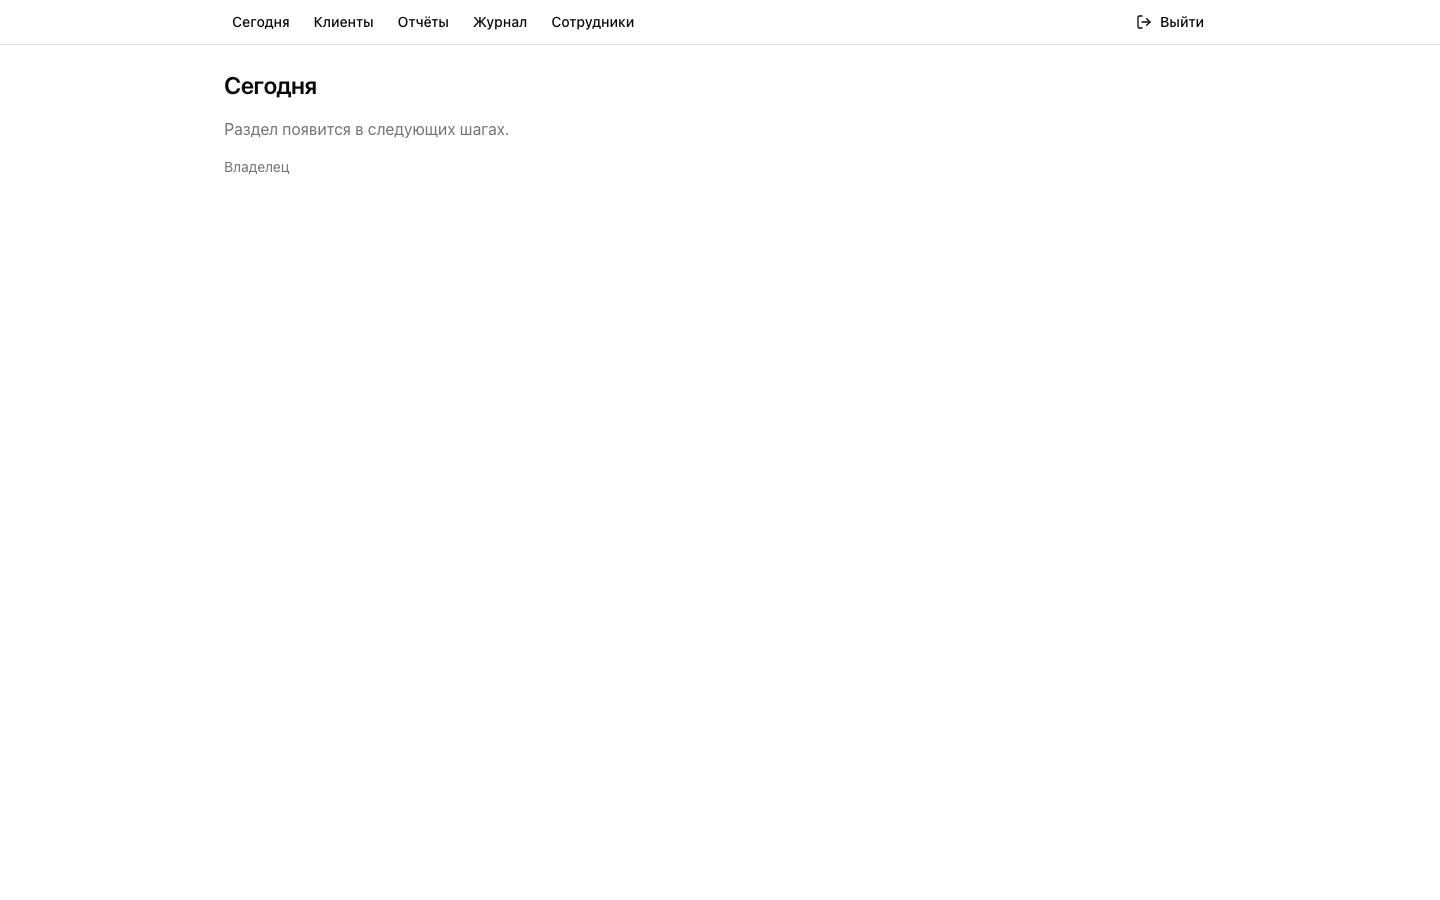 Сегодня Клиенты Отчёты Журнал Сотрудники Выйти
Сегодня
Раздел появится в следующих шагах.
Владелец